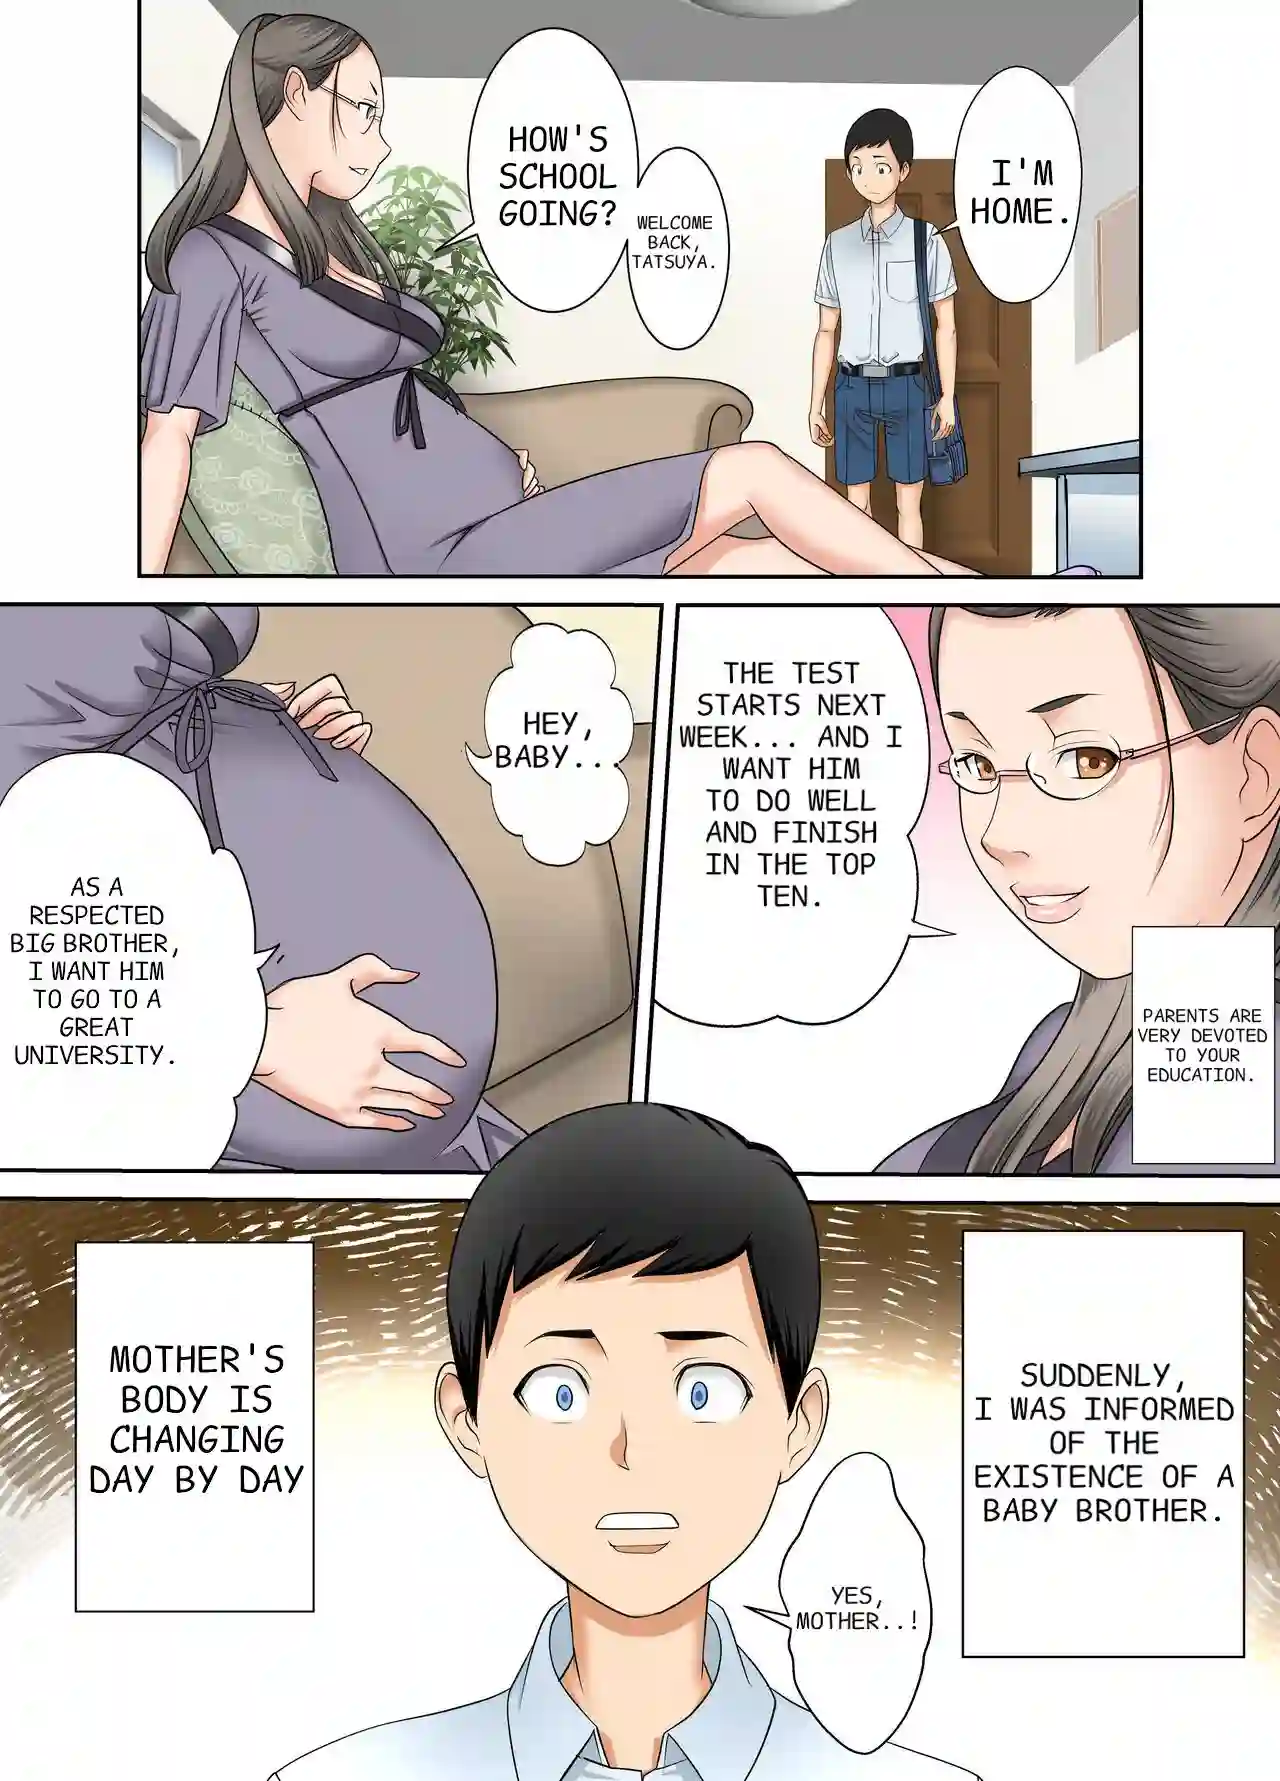 I'M
HOME.
WELCOME
BACK,
TATSUYA.
HOW'S
SCHOOL
GOING?
THE TEST
STARTS NEXT
WEEK... AND I
WANT HIM
TO DO WELL
AND FINISH
IN THE TOP
TEN.
PARENTS ARE
VERY DEVOTED
TO YOUR
EDUCATION.
HEY,
BABY...
AS A
RESPECTED
BIG BROTHER,
I WANT HIM
TO GO TO A
GREAT
UNIVERSITY.
SUDDENLY,
I WAS INFORMED
OF THE
EXISTENCE OF A
BABY BROTHER.
YES,
MOTHER..!
MOTHER'S
BODY IS
CHANGING
DAY BY DAY